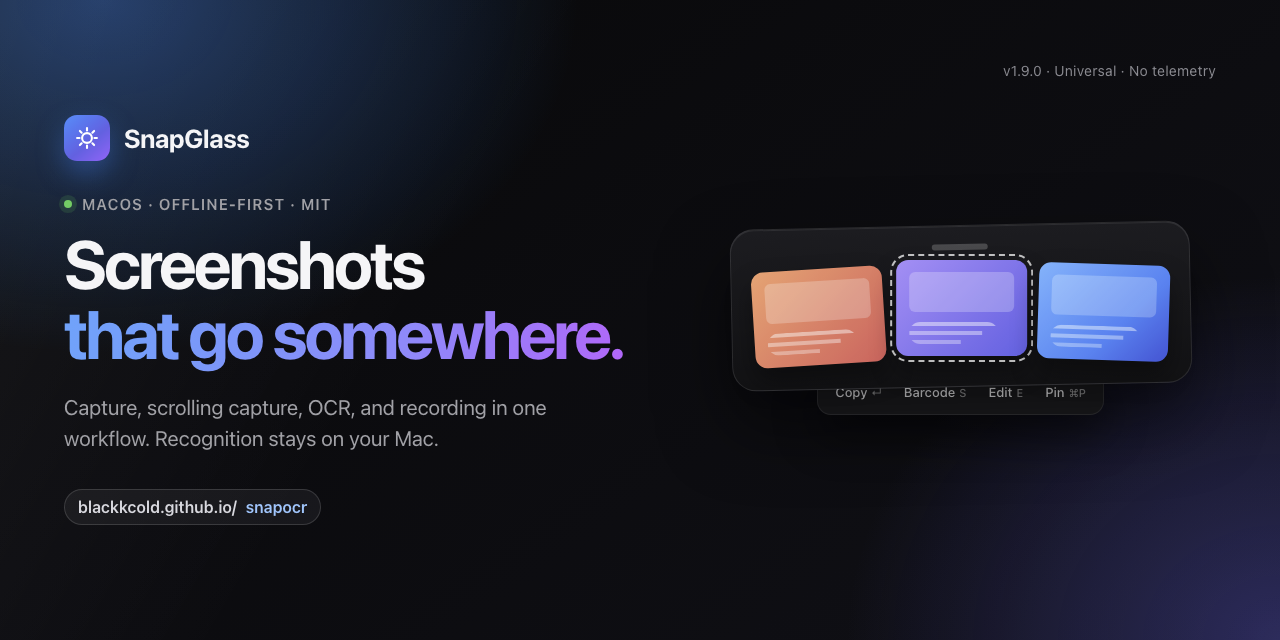 v1.9.0 · Universal · No telemetry
SnapGlass
MACOS · OFFLINE-FIRST · MIT
Screenshots
that go somewhere.
Capture, scrolling capture, OCR, and recording in one
workflow. Recognition stays on your Mac.
blackkcold.github.io/ snapocr
Copy ↵ Barcode S Edit E Pin ⌘P